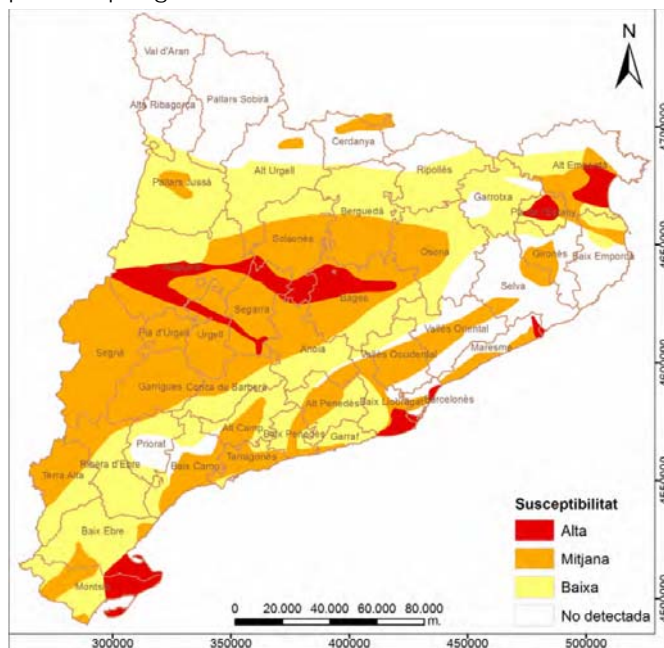 N
Val d'Aran
Alta Ribagorça
Pallars Sobirà
Cerdanya
Alt Urgell
Ripollès
Pallars Jussà
Garrotxa
Berguedà
Solsonès
Osona
Gironès
Baix Empordà
Selva
Segarra
Bages
Pla d'Urgell
Urgell
Anoia
Vallès Oriental
Vallès Occidental
Maresme
Segrià
Garrigues
Conca de Barberà
Alt Penedès
Baix Llobregat
Barcelonès
Alt Camp
Baix Penedès
Garraf
Priorat
Tarragonès
Ribera d'Ebre
Baix Camp
Terra Alta
Baix Ebre
Susceptibilitat
Alta
Mitjana
Baixa
No detectada
0 20.000 40.000 60.000 80.000
m.
300000 350000 400000 450000 500000